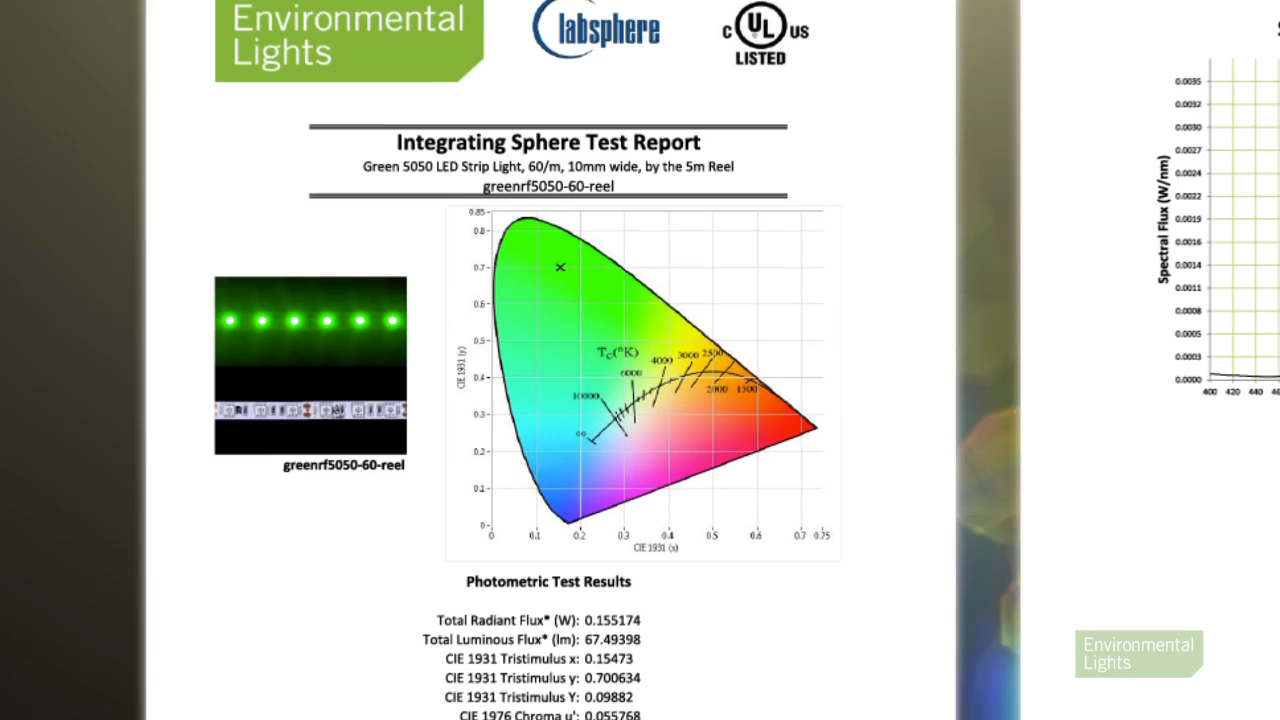 Environmental
Lights
labsphere
C UL US
LISTED
Integrating Sphere Test Report
Green 5050 LED Strip Light, 60/m, 10mm wide, by the 5m Reel
greenrf5050-60-reel
0.85
0.8
0.7
0.6
0.5
0.4
0.3
0.2
0.1
0
CIE 1931 (y)
Tc(°K)
∞
10000
6000
4000
3000
2500
2000
1500
0
0.1
0.2
0.3
0.4
0.5
0.6
0.7
0.75
CIE 1931 (x)
greenrf5050-60-reel
Photometric Test Results
Total Radiant Flux* (W): 0.155174
Total Luminous Flux* (lm): 67.49398
CIE 1931 Tristimulus x: 0.15473
CIE 1931 Tristimulus y: 0.700634
CIE 1931 Tristimulus Y: 0.09882
CIE 1976 Chroma u': 0.055768
Spectral Flux (W/nm)
0.0035
0.0032
0.0030
0.0027
0.0024
0.0022
0.0019
0.0016
0.0014
0.0011
0.0008
0.0005
0.0003
0.0000
400
420
440
Environmental
Lights